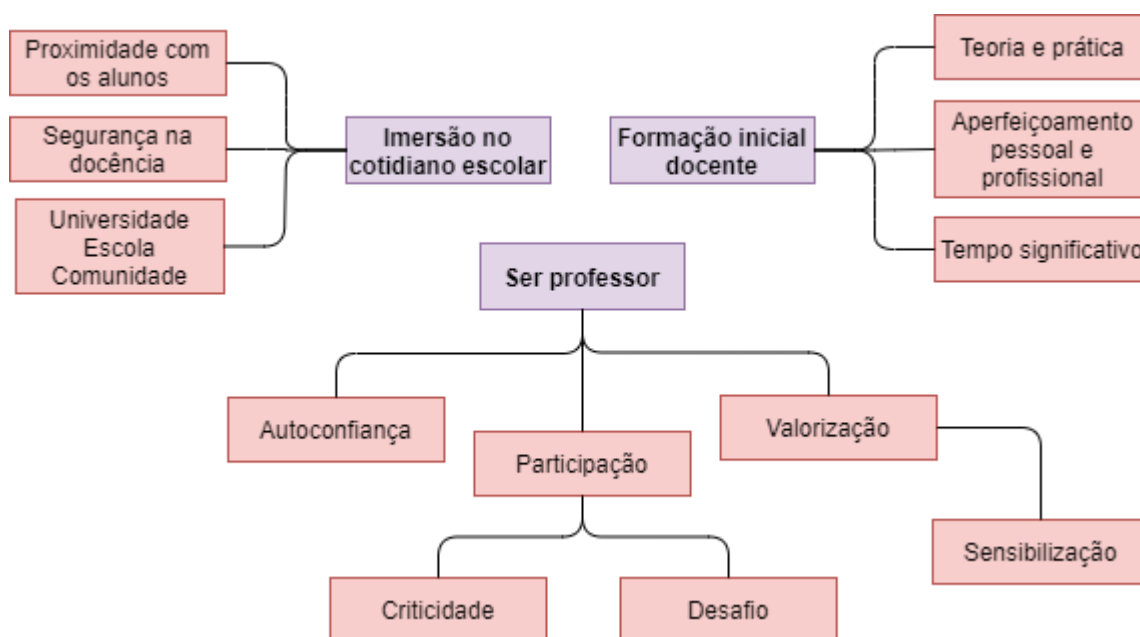 Proximidade com
os alunos
Segurança na
docência
Universidade
Escola
Comunidade
Imersão no
cotidiano escolar
Formação inicial
docente
Teoria e prática
Aperfeiçoamento
pessoal e
profissional
Tempo significativo
Ser professor
Autoconfiança
Participação
Valorização
Sensibilização
Criticidade
Desafio